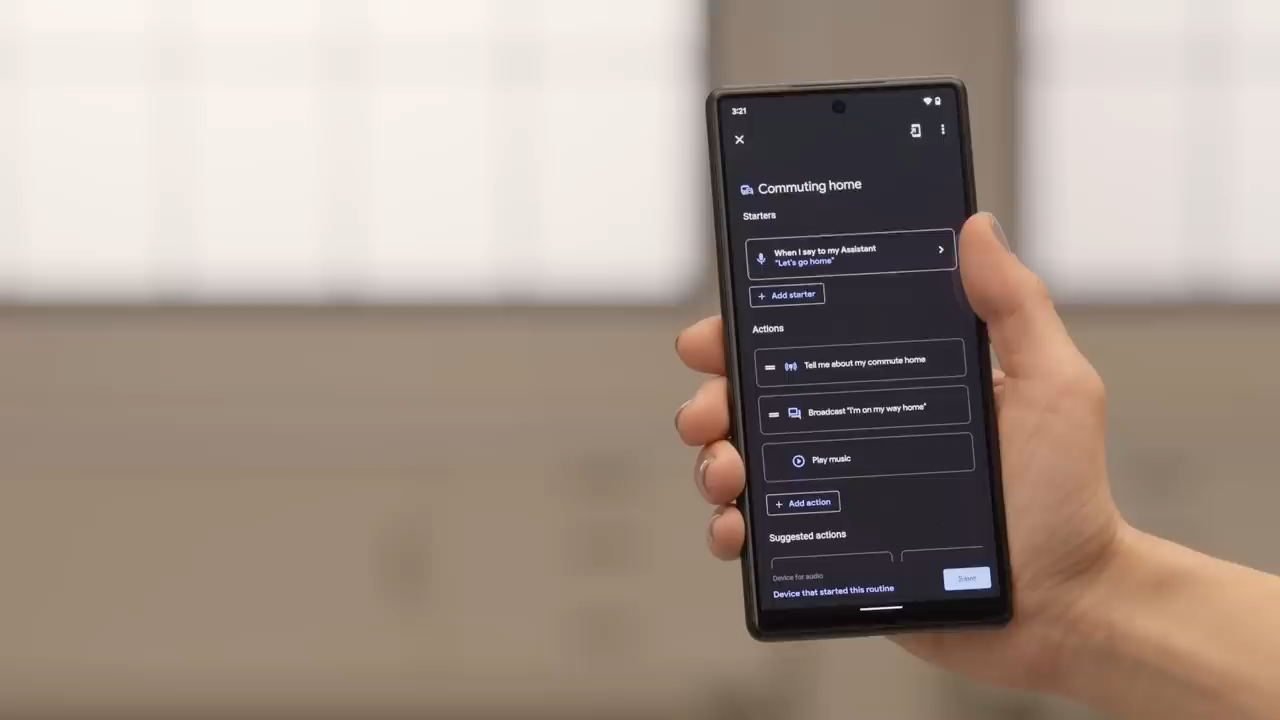 3:21
Commuting home
Starters
When I say to my Assistant
"Let's go home"
+ Add starter
Actions
Tell me about my commute home
Broadcast "I'm on my way home"
Play music
+ Add action
Suggested actions
Device for audio
Device that started this routine